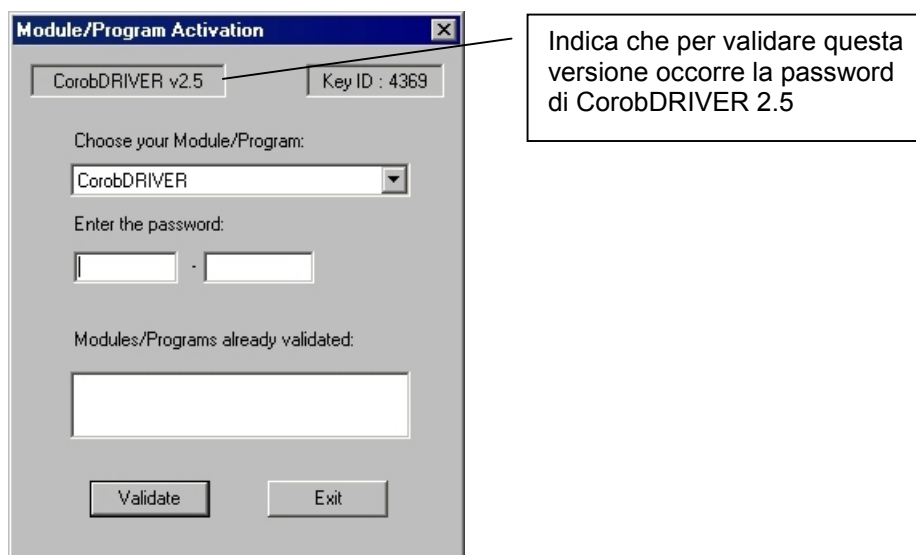 Module/Program Activation
CorobDRIVER v2.5
Key ID : 4369
Choose your Module/Program:
CorobDRIVER
Enter the password:
-
Modules/Programs already validated:
Validate
Exit
Indica che per validare questa
versione occorre la password
di CorobDRIVER 2.5